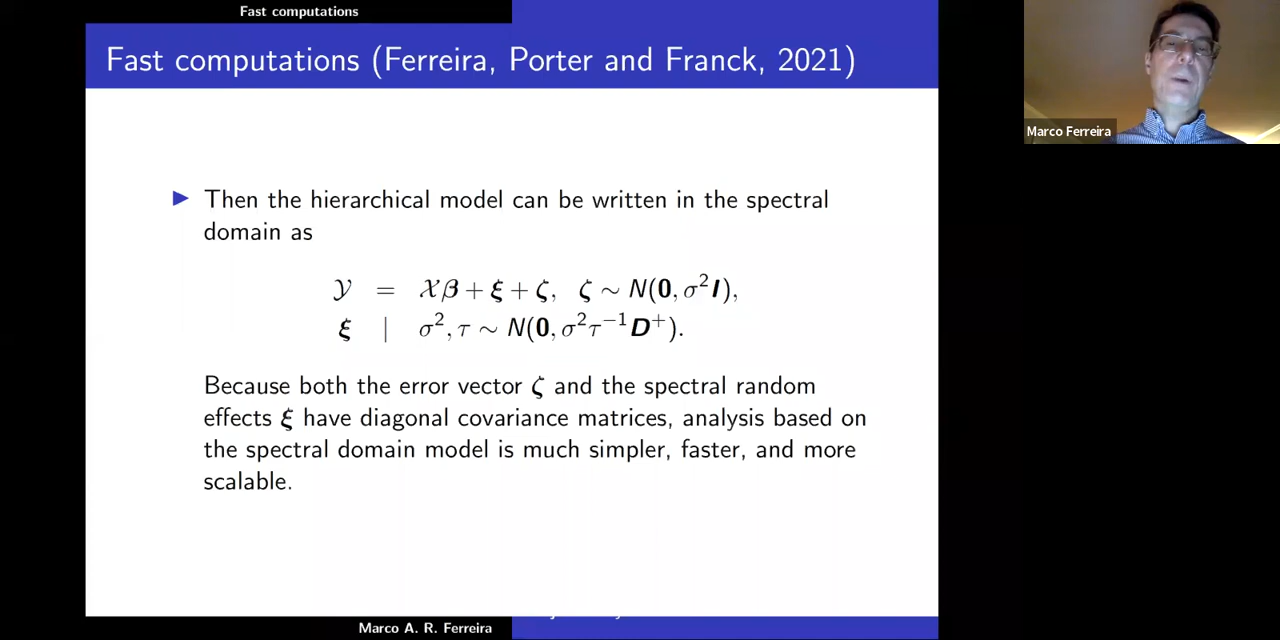 Fast computations
Fast computations (Ferreira, Porter and Franck, 2021)
Marco Ferreira
▶ Then the hierarchical model can be written in the spectral
domain as
𝒴 = 𝒳β + ξ + ζ, ζ ∼ N(0, σ²I),
ξ | σ², τ ∼ N(0, σ²τ⁻¹D⁺).
Because both the error vector ζ and the spectral random
effects ξ have diagonal covariance matrices, analysis based on
the spectral domain model is much simpler, faster, and more
scalable.
Marco A. R. Ferreira